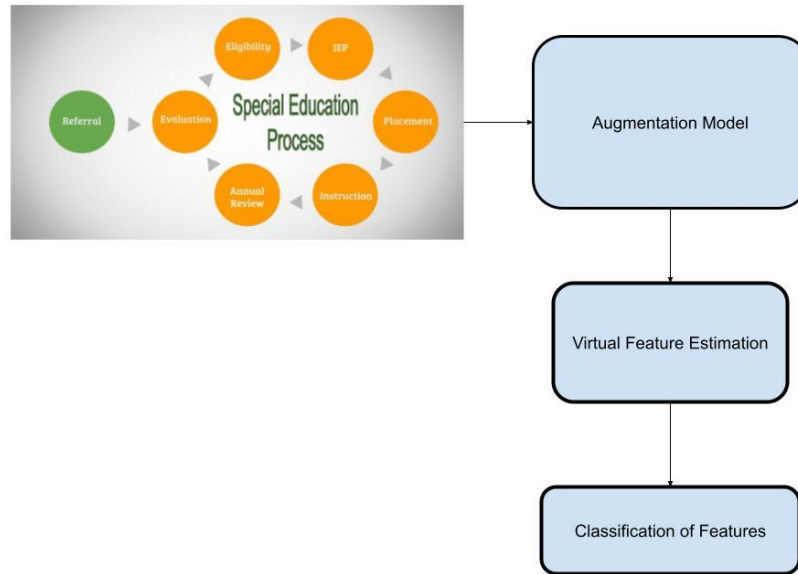 Eligibility
IEP
Referral
Evaluation
Special Education
Process
Placement
Annual
Review
Instruction
Augmentation Model
Virtual Feature Estimation
Classification of Features